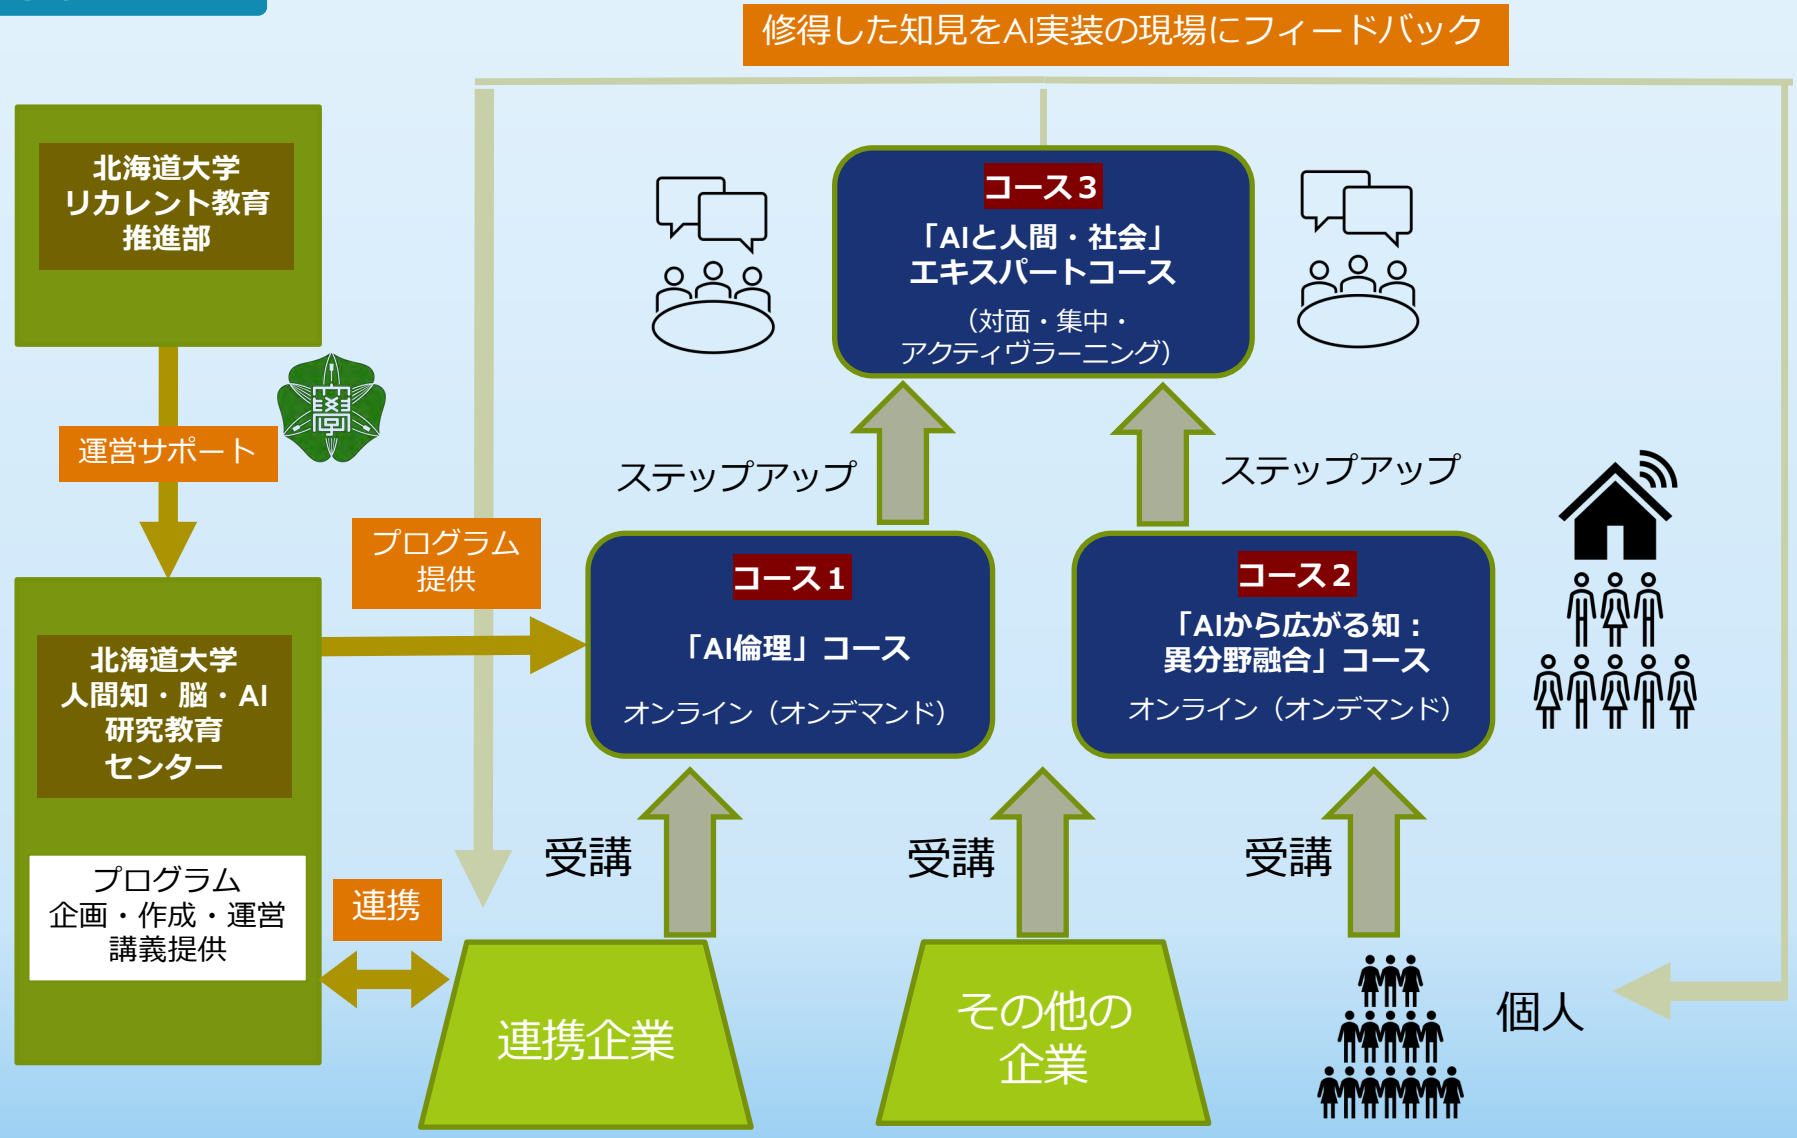 修得した知見をAI実装の現場にフィードバック
北海道大学
リカレント教育
推進部
運営サポート
北海道大学
人間知・脳・AI
研究教育
センター
プログラム
企画・作成・運営
講義提供
プログラム
提供
連携
コース3
「AIと人間・社会」
エキスパートコース
（対面・集中・
アクティヴラーニング）
ステップアップ
ステップアップ
コース1
「AI倫理」コース
オンライン（オンデマンド）
コース2
「AIから広がる知：
異分野融合」コース
オンライン（オンデマンド）
受講
受講
受講
連携企業
その他の
企業
個人